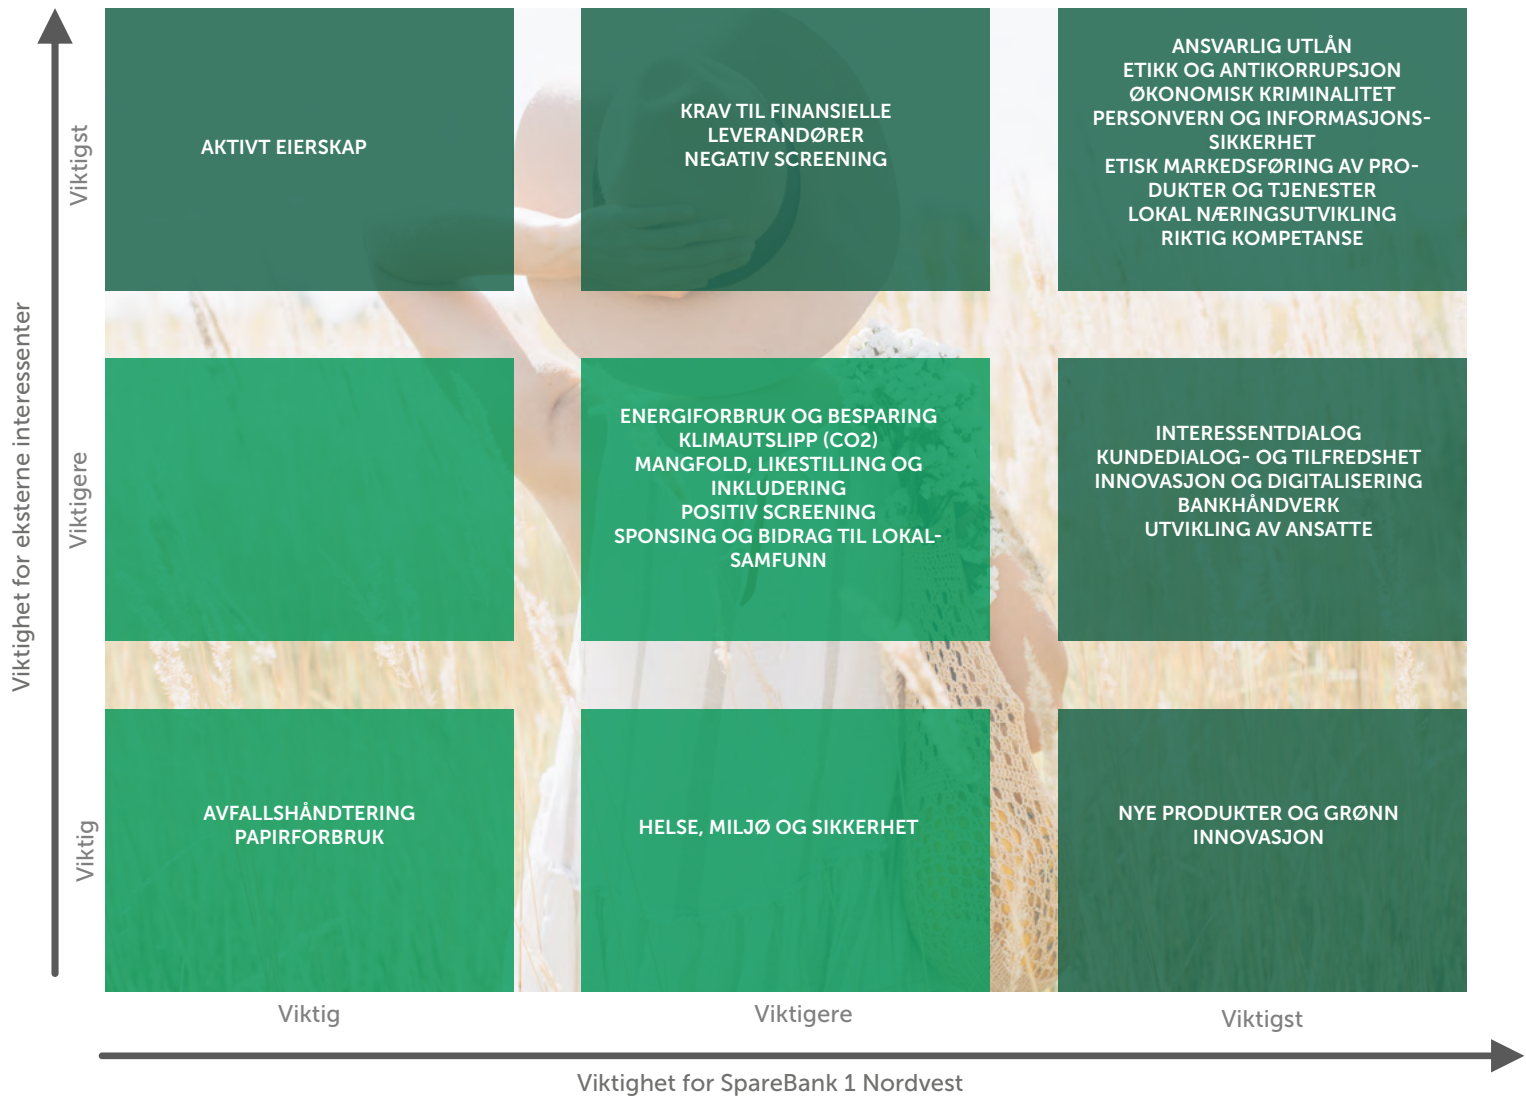 Viktighet for eksterne interessenter
Viktigst
AKTIVT EIERSKAP
KRAV TIL FINANSIELLE
LEVERANDØRER
NEGATIV SCREENING
ANSVARLIG UTLÅN
ETIKK OG ANTIKORRUPSJON
ØKONOMISK KRIMINALITET
PERSONVERN OG INFORMASJONS-
SIKKERHET
ETISK MARKEDSFØRING AV PRO-
DUKTER OG TJENESTER
LOKAL NÆRINGSUTVIKLING
RIKTIG KOMPETANSE
Viktigere
ENERGIFORBRUK OG BESPARING
KLIMAUTSLIPP (CO2)
MANGFOLD, LIKESTILLING OG
INKLUDERING
POSITIV SCREENING
SPONSING OG BIDRAG TIL LOKAL-
SAMFUNN
INTERESSENTDIALOG
KUNDEDIALOG- OG TILFREDSHET
INNOVASJON OG DIGITALISERING
BANKHÅNDVERK
UTVIKLING AV ANSATTE
Viktig
AVFALLSHÅNDTERING
PAPIRFORBRUK
HELSE, MILJØ OG SIKKERHET
NYE PRODUKTER OG GRØNN
INNOVASJON
Viktig
Viktigere
Viktigst
Viktighet for SpareBank 1 Nordvest